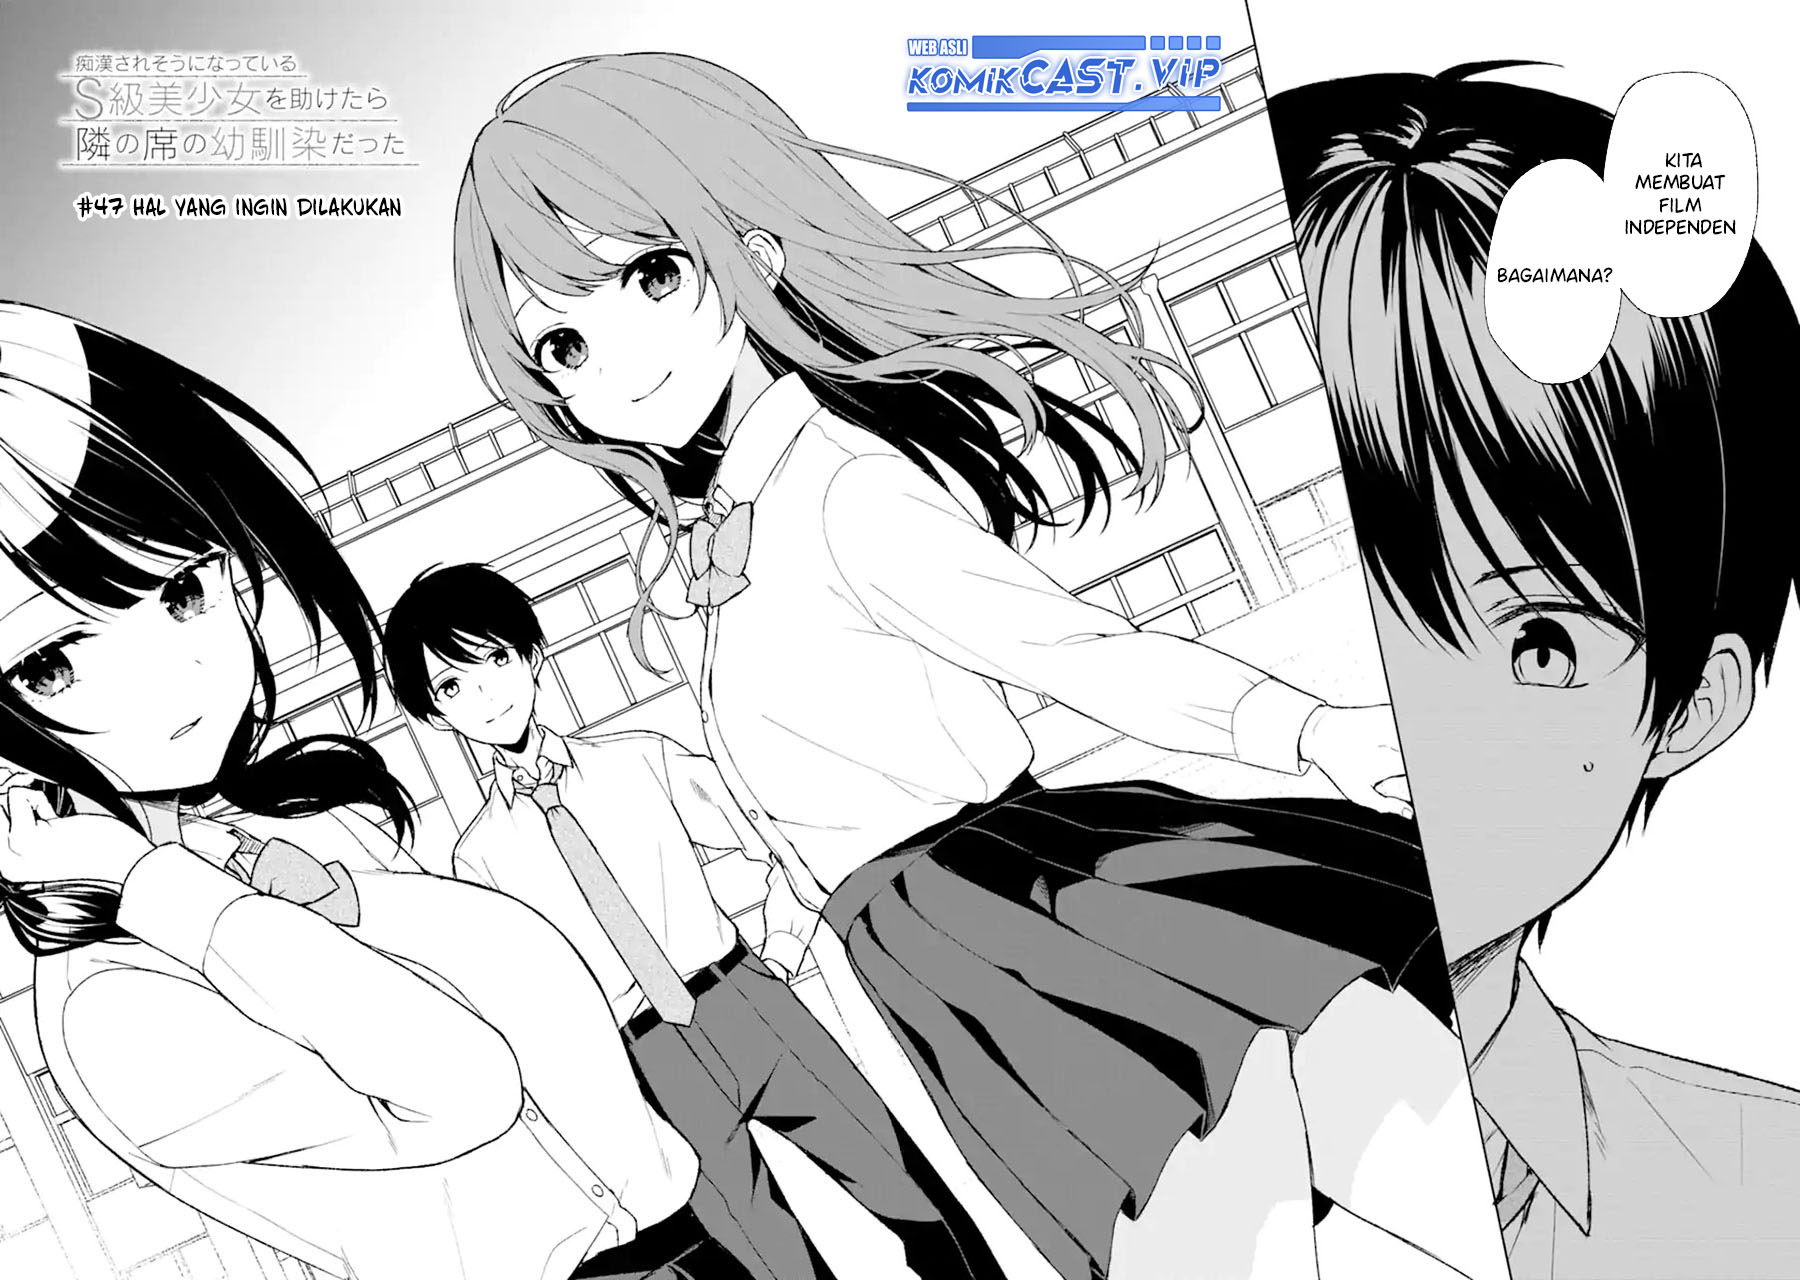 痴漢されそうになっている
S級美少女を助けたら
隣の席の幼馴染だった
#47 HAL YANG INGIN DILAKUKAN
WEB ASLI
KOMIKCAST.VIP
KITA
MEMBUAT
FILM
INDEPENDEN
BAGAIMANA?